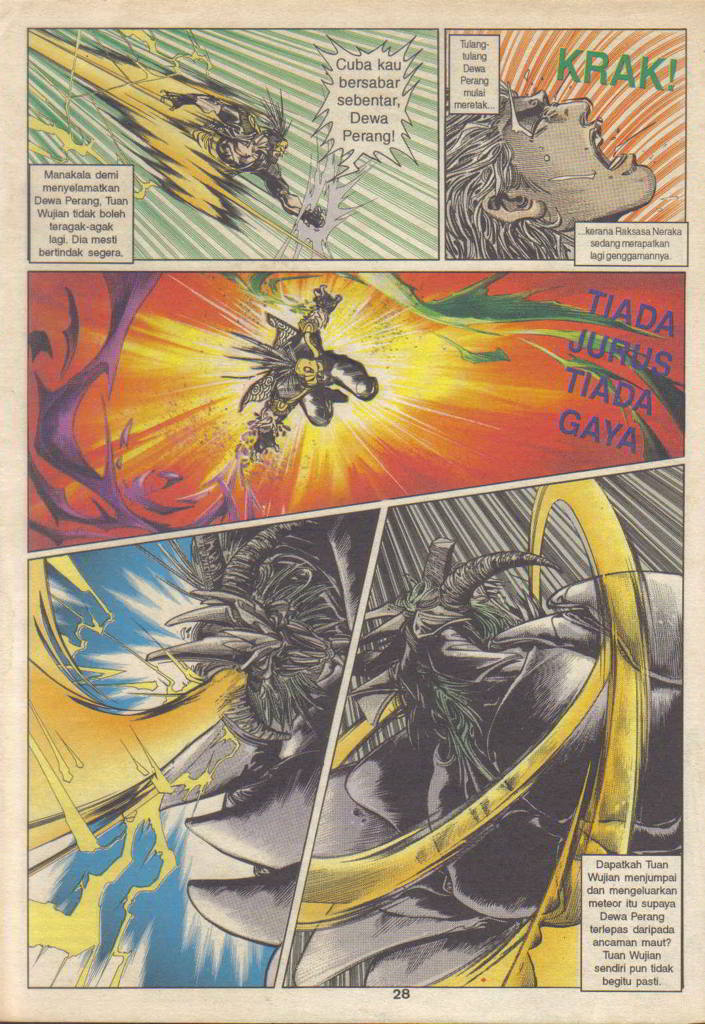 Cuba kau
bersabar
sebentar,
Dewa
Perang!
Manakala demi
menyelamatkan
Dewa Perang, Tuan
Wujian tidak boleh
teragak-agak
lagi. Dia mesti
bertindak segera.
Tulang-
tulang
Dewa
Perang
mulai
meretak...
KRAK!
...kerana Raksasa Neraka
sedang merapatkan
lagi genggamannya.
TIADA
JURUS
TIADA
GAYA
Dapatkah Tuan
Wujian menjumpai
dan mengeluarkan
meteor itu supaya
Dewa Perang
terlepas daripada
ancaman maut?
Tuan Wujian
sendiri pun tidak
begitu pasti.
28